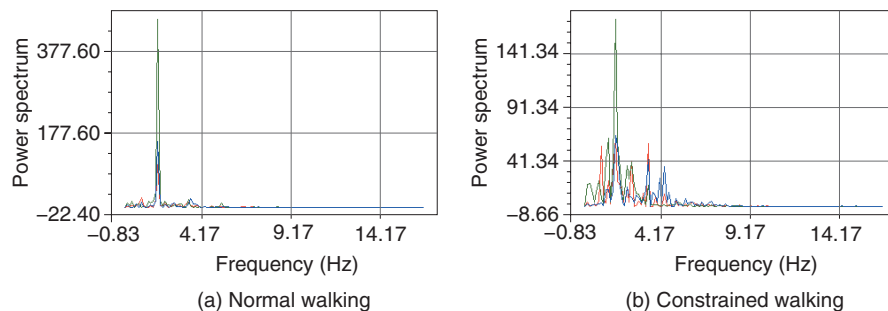 Power spectrum
377.60
177.60
−22.40
−0.83 4.17 9.17 14.17
Frequency (Hz)
(a) Normal walking
Power spectrum
141.34
91.34
41.34
−8.66
−0.83 4.17 9.17 14.17
Frequency (Hz)
(b) Constrained walking